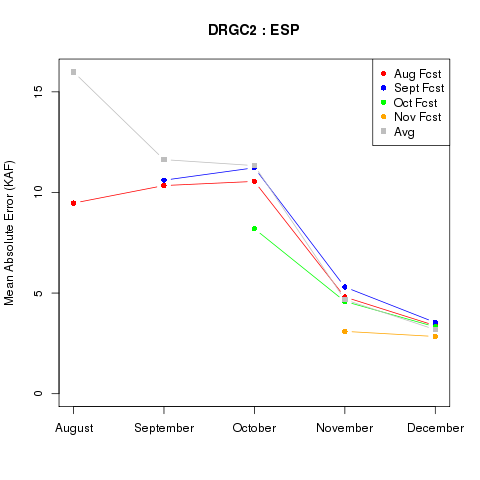 DRGC2 : ESP
Mean Absolute Error (KAF)
15
10
5
0
August September October November December
Aug Fcst
Sept Fcst
Oct Fcst
Nov Fcst
Avg